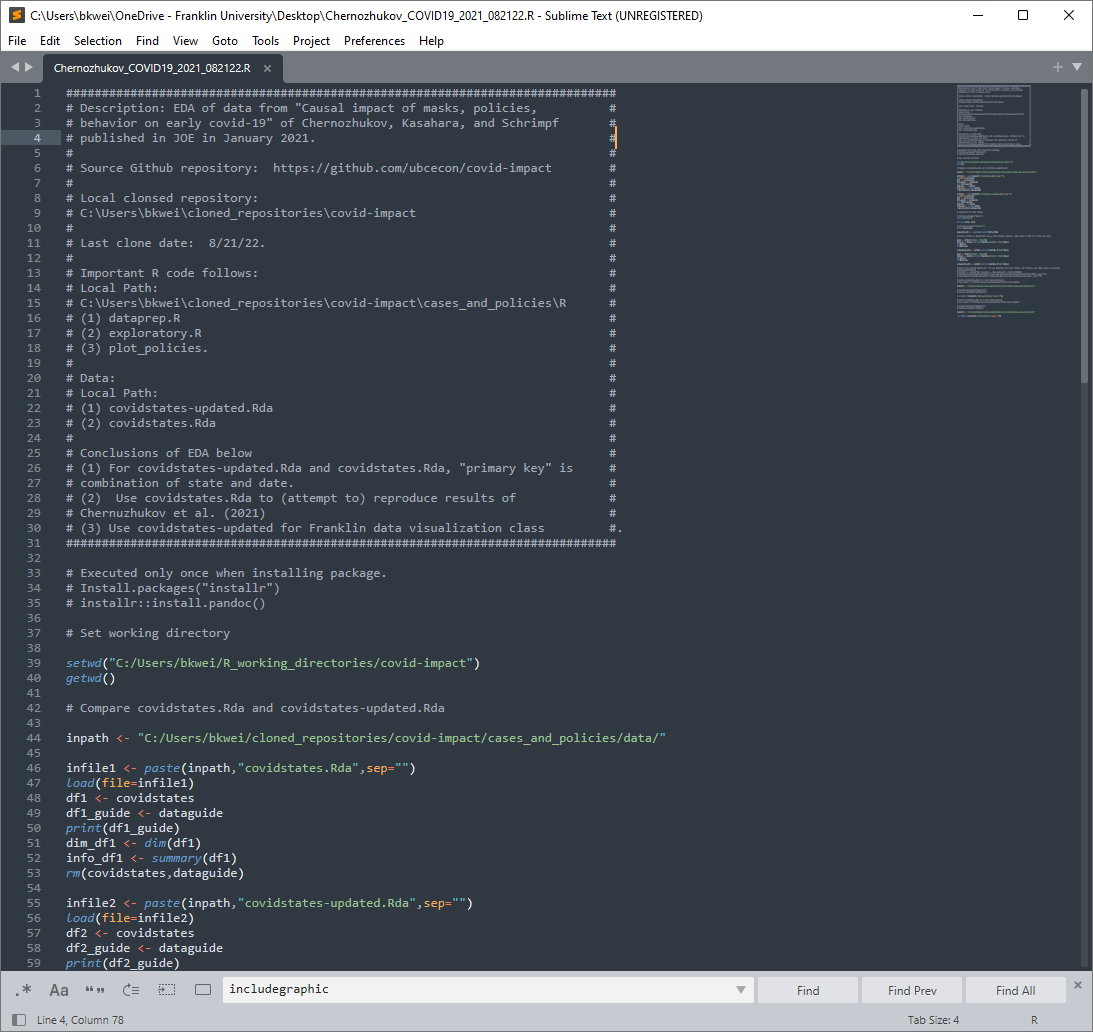 C:\Users\bkwei\OneDrive - Franklin University\Desktop\Chernozhukov_COVID19_2021_082122.R - Sublime Text (UNREGISTERED)
File Edit Selection Find View Goto Tools Project Preferences Help
Chernozhukov_COVID19_2021_082122.R
1 #############################################################################
2 # Description: EDA of data from "Causal impact of masks, policies, #
3 # behavior on early covid-19" of Chernozhukov, Kasahara, and Schrimpf #
4 # published in JOE in January 2021. #
5 # #
6 # Source Github repository:  https://github.com/ubcecon/covid-impact #
7 # #
8 # Local clonsed repository: #
9 # C:\Users\bkwei\cloned_repositories\covid-impact #
10 # #
11 # Last clone date:  8/21/22. #
12 # #
13 # Important R code follows: #
14 # Local Path: #
15 # C:\Users\bkwei\cloned_repositories\covid-impact\cases_and_policies\R #
16 # (1) dataprep.R #
17 # (2) exploratory.R #
18 # (3) plot_policies. #
19 # #
20 # Data: #
21 # Local Path: #
22 # (1) covidstates-updated.Rda #
23 # (2) covidstates.Rda #
24 # #
25 # Conclusions of EDA below #
26 # (1) For covidstates-updated.Rda and covidstates.Rda, "primary key" is #
27 # combination of state and date. #
28 # (2)  Use covidstates.Rda to (attempt to) reproduce results of #
29 # Chernuzhukov et al. (2021) #
30 # (3) Use covidstates-updated for Franklin data visualization class #.
31 #############################################################################
32
33 # Executed only once when installing package.
34 # Install.packages("installr")
35 # installr::install.pandoc()
36
37 # Set working directory
38
39 setwd("C:/Users/bkwei/R_working_directories/covid-impact")
40 getwd()
41
42 # Compare covidstates.Rda and covidstates-updated.Rda
43
44 inpath <- "C:/Users/bkwei/cloned_repositories/covid-impact/cases_and_policies/data/"
45
46 infile1 <- paste(inpath,"covidstates.Rda",sep="")
47 load(file=infile1)
48 df1 <- covidstates
49 df1_guide <- dataguide
50 print(df1_guide)
51 dim_df1 <- dim(df1)
52 info_df1 <- summary(df1)
53 rm(covidstates,dataguide)
54
55 infile2 <- paste(inpath,"covidstates-updated.Rda",sep="")
56 load(file=infile2)
57 df2 <- covidstates
58 df2_guide <- dataguide
59 print(df2_guide)
.* Aa “” includegraphic Find Find Prev Find All
Line 4, Column 78 Tab Size: 4 R